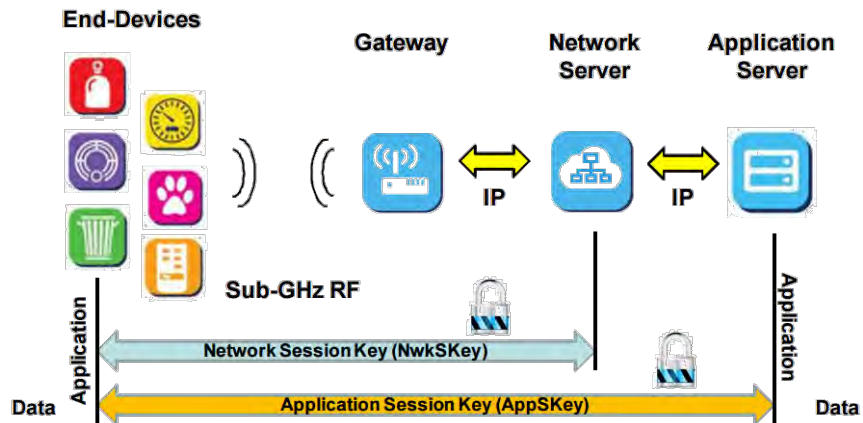 End-Devices
Gateway
Network
Server
Application
Server
IP
IP
Sub-GHz RF
Application
Application
Network Session Key (NwkSKey)
Data
Application Session Key (AppSKey)
Data